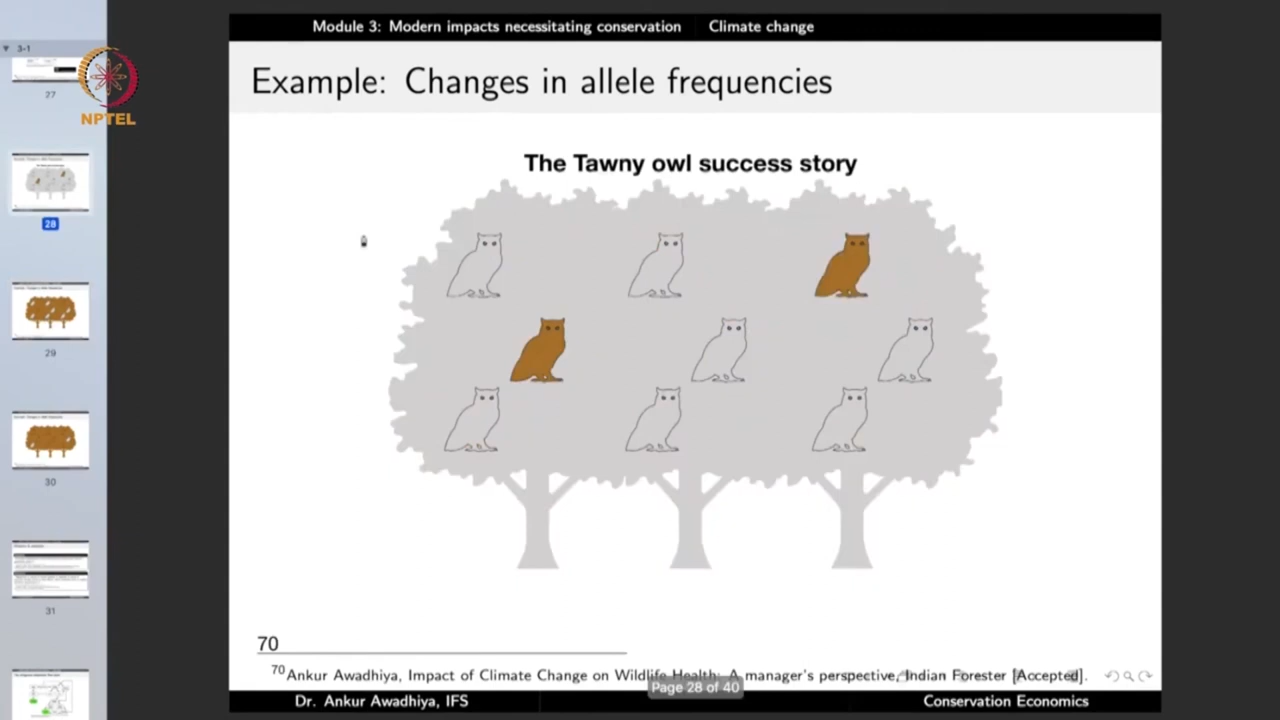 Module 3: Modern impacts necessitating conservation Climate change
3-1
27
NPTEL
28
29
30
31
Example: Changes in allele frequencies
The Tawny owl success story
70
70 Ankur Awadhiya, Impact of Climate Change on Wildlife Health: A manager's perspective, Indian Forester [Accepted].
Page 28 of 40
Dr. Ankur Awadhiya, IFS Conservation Economics